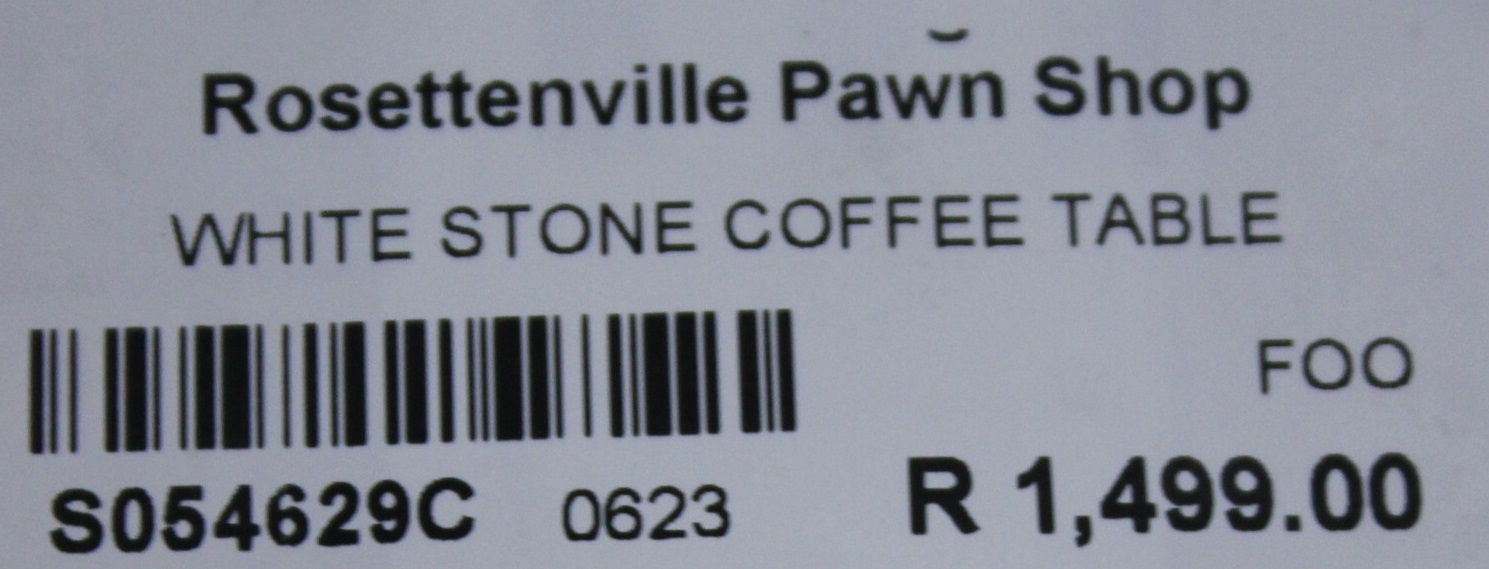 Rosettenville Pawn Shop
WHITE STONE COFFEE TABLE
FOO
S054629C 0623 R 1,499.00